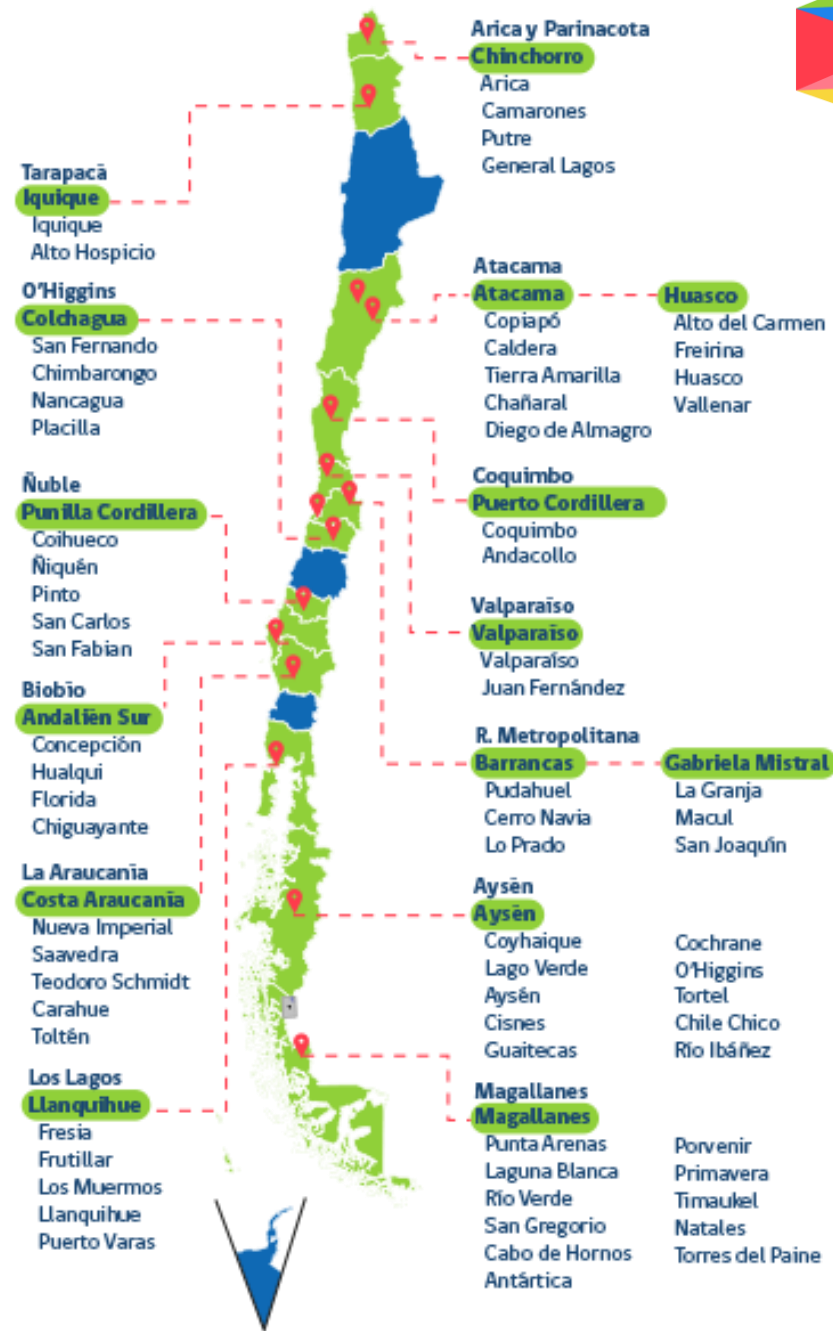 Arica y Parinacota
Chinchorro
Arica
Camarones
Putre
General Lagos
Tarapacá
Iquique
Iquique
Alto Hospicio
O'Higgins
Colchagua
San Fernando
Chimbarongo
Nancagua
Placilla
Atacama
Atacama
Copiapó
Caldera
Tierra Amarilla
Chañaral
Diego de Almagro
Huasco
Alto del Carmen
Freirina
Huasco
Vallenar
Ñuble
Punilla Cordillera
Coihueco
Ñiquén
Pinto
San Carlos
San Fabian
Coquimbo
Puerto Cordillera
Coquimbo
Andacollo
Valparaíso
Valparaíso
Valparaíso
Juan Fernández
Biobío
Andalién Sur
Concepción
Hualqui
Florida
Chiguayante
R. Metropolitana
Barrancas
Pudahuel
Cerro Navia
Lo Prado
Gabriela Mistral
La Granja
Macul
San Joaquín
La Araucanía
Costa Araucanía
Nueva Imperial
Saavedra
Teodoro Schmidt
Carahue
Toltén
Aysén
Aysén
Coyhaique
Lago Verde
Aysén
Cisnes
Guaitecas
Cochrane
O'Higgins
Tortel
Chile Chico
Río Ibáñez
Los Lagos
Llanquihue
Fresia
Frutillar
Los Muermos
Llanquihue
Puerto Varas
Magallanes
Magallanes
Punta Arenas
Laguna Blanca
Río Verde
San Gregorio
Cabo de Hornos
Antártica
Porvenir
Primavera
Timaukel
Natales
Torres del Paine